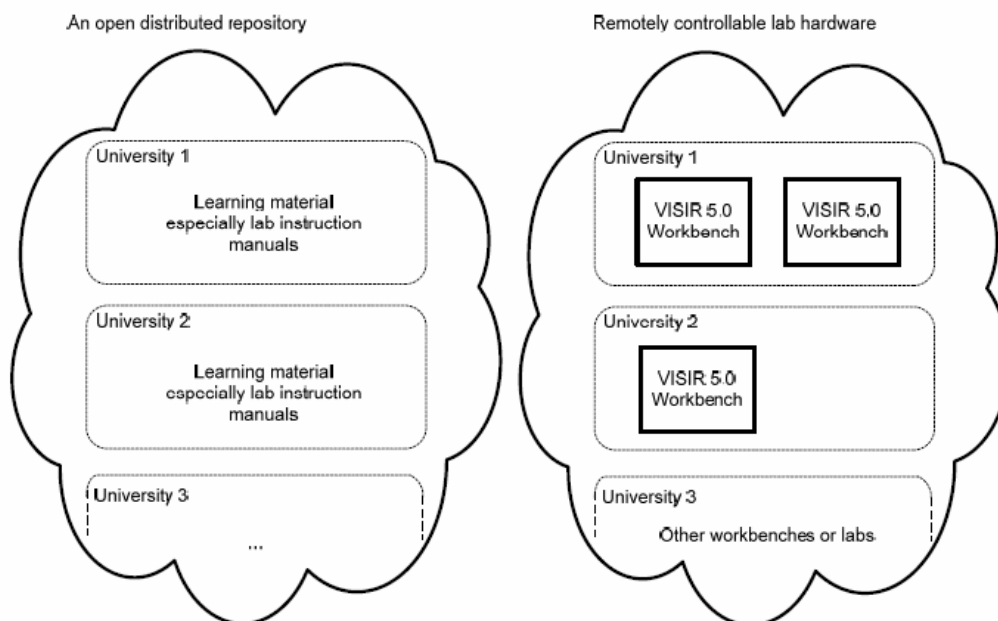 An open distributed repository
University 1
Learning material
especially lab instruction
manuals
University 2
Learning material
especially lab instruction
manuals
University 3
...
Remotely controllable lab hardware
University 1
VISIR 5.0
Workbench
VISIR 5.0
Workbench
University 2
VISIR 5.0
Workbench
University 3
Other workbenches or labs